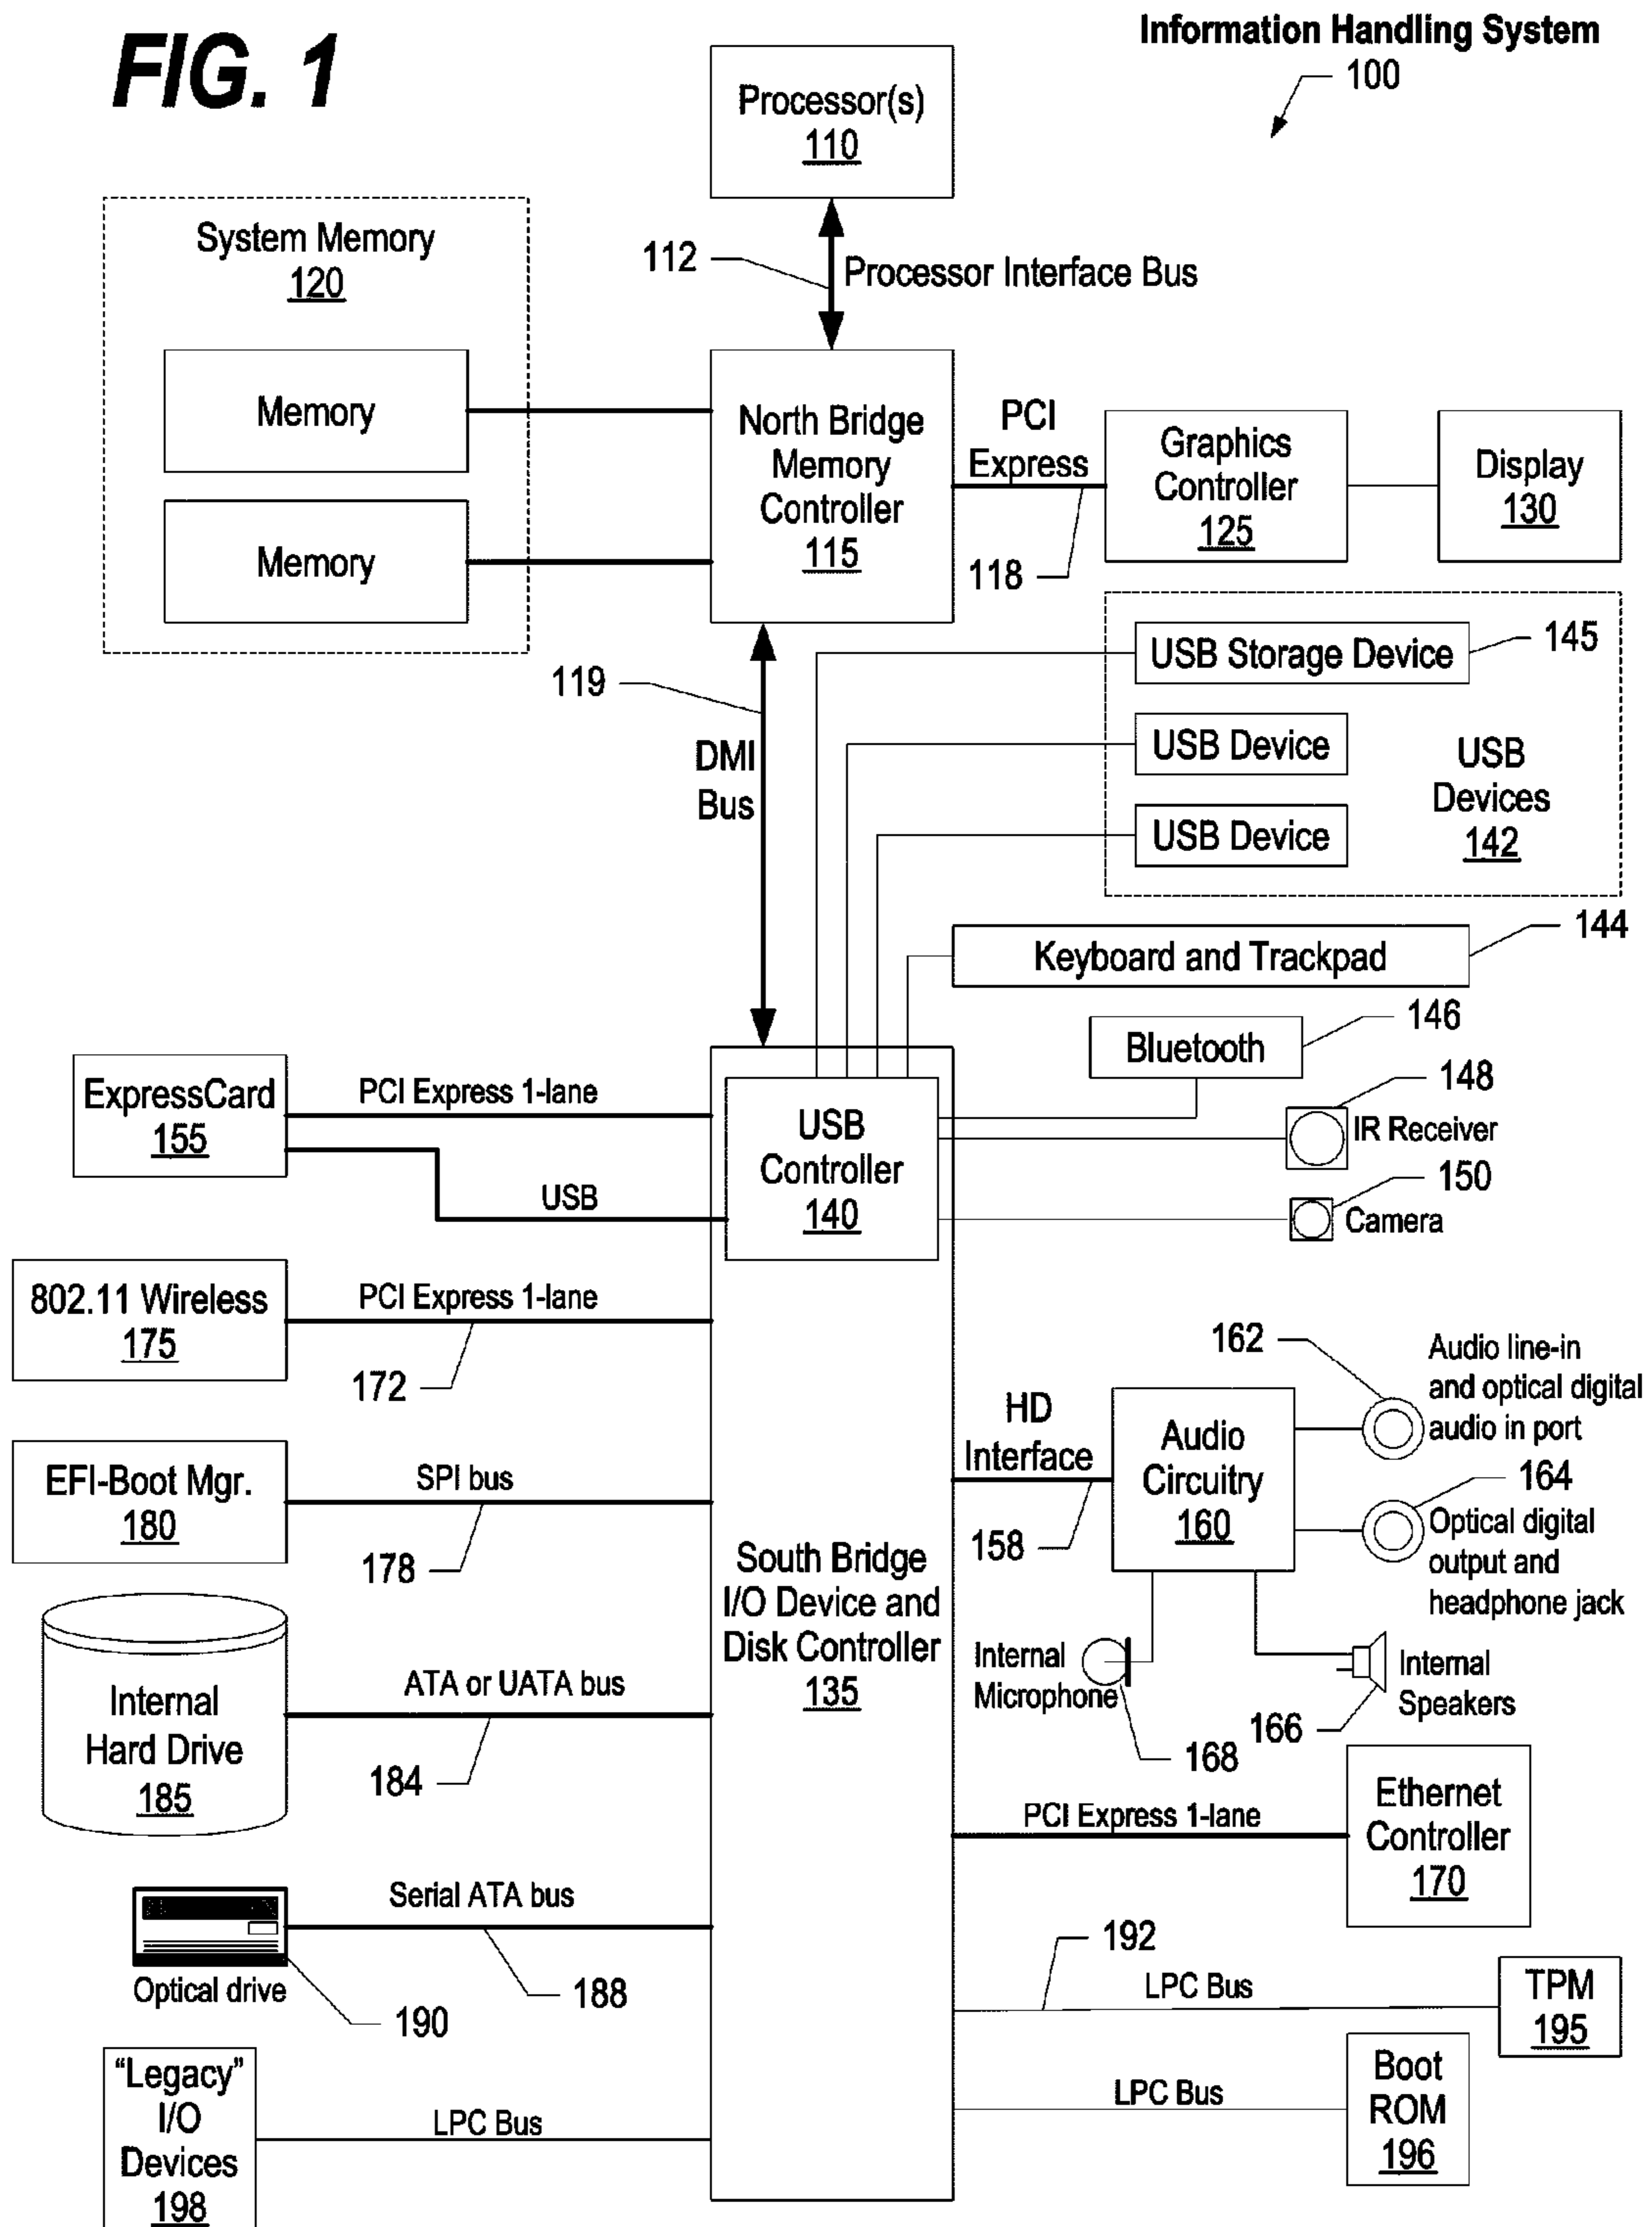 FIG. 1
Information Handling System
100
Processor(s)
110
System Memory
120
112
Processor Interface Bus
Memory
Memory
North Bridge
Memory
Controller
115
PCI
Express
118
Graphics
Controller
125
Display
130
119
DMI
Bus
USB Storage Device
145
USB Device
USB Device
USB
Devices
142
144
Keyboard and Trackpad
146
Bluetooth
148
IR Receiver
150
Camera
ExpressCard
155
PCI Express 1-lane
USB
USB
Controller
140
802.11 Wireless
175
PCI Express 1-lane
172
EFI-Boot Mgr.
180
SPI bus
178
HD
Interface
158
Audio
Circuitry
160
162
Audio line-in
and optical digital
audio in port
164
Optical digital
output and
headphone jack
South Bridge
I/O Device and
Disk Controller
135
Internal
Microphone
168
Internal
Speakers
166
Internal
Hard Drive
185
ATA or UATA bus
184
PCI Express 1-lane
Ethernet
Controller
170
Serial ATA bus
188
Optical drive
190
192
LPC Bus
TPM
195
LPC Bus
Boot
ROM
196
“Legacy”
I/O
Devices
198
LPC Bus